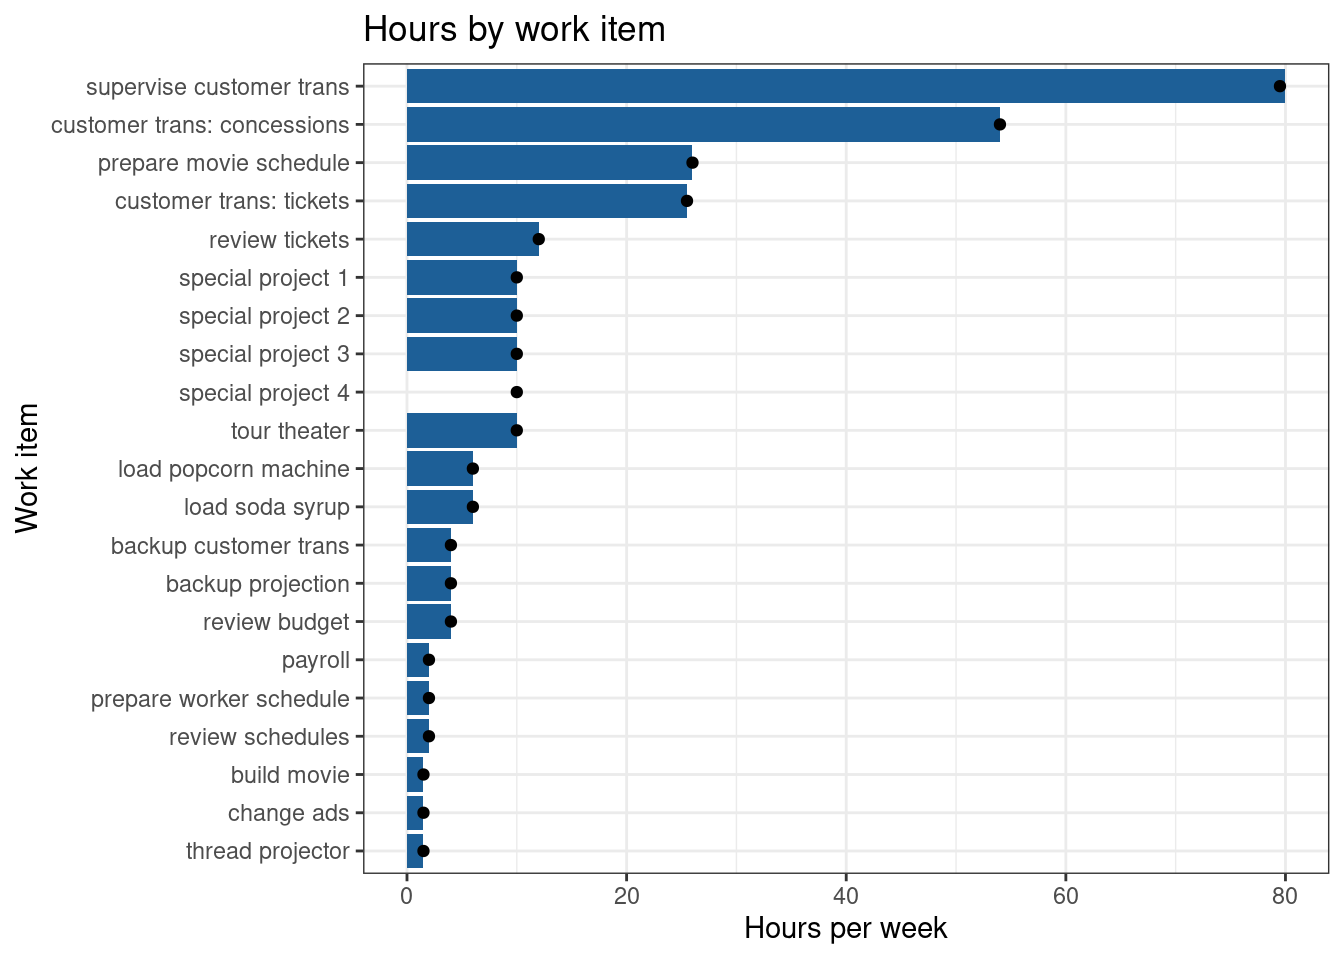 Hours by work item
supervise customer trans
customer trans: concessions
prepare movie schedule
customer trans: tickets
review tickets
special project 1
special project 2
special project 3
special project 4
tour theater
load popcorn machine
load soda syrup
backup customer trans
backup projection
review budget
payroll
prepare worker schedule
review schedules
build movie
change ads
thread projector
Work item
0 20 40 60 80
Hours per week